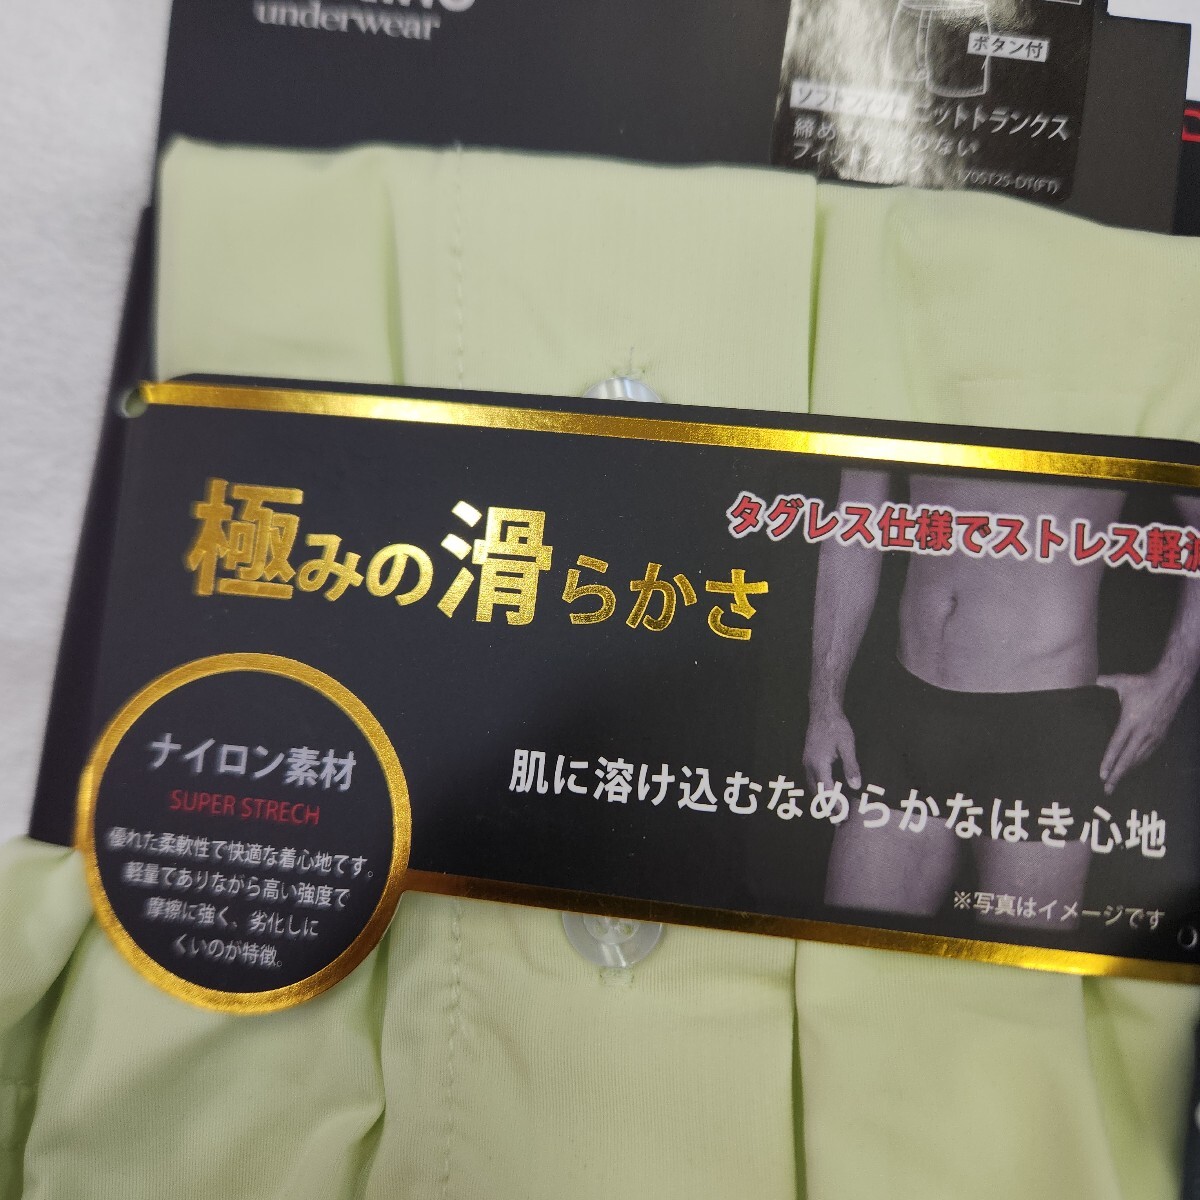 underwear
ボタン付
ソフトフィット ニットトランクス
締め
のない
フィットタイプ
170ST25-DT(FT)
極みの滑らかさ
タグレス仕様でストレス軽減
ナイロン素材
SUPER STRECH
優れた柔軟性で快適な着心地です。
軽量でありながら高い強度で
摩擦に強く、劣化しに
くいのが特徴。
肌に溶け込むなめらかなはき心地
※写真はイメージです